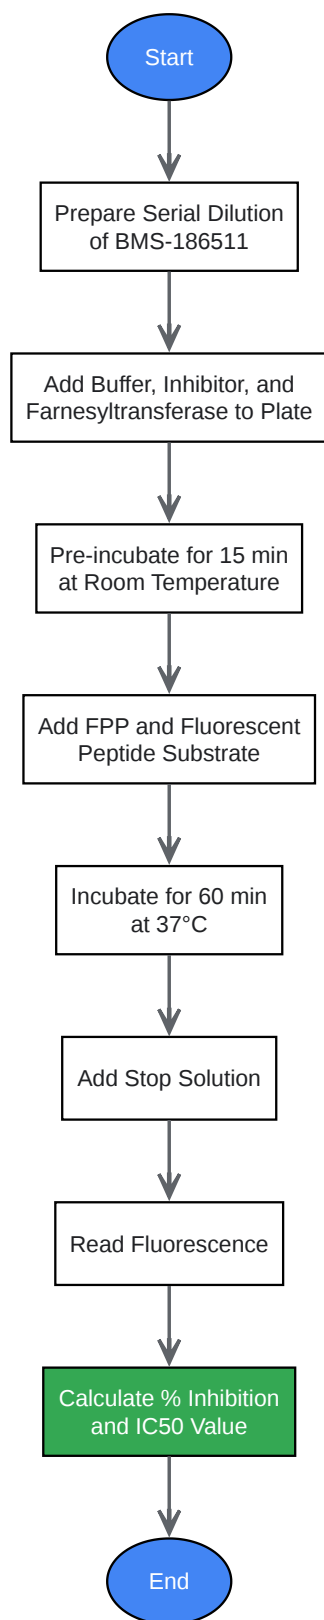 Start
Prepare Serial Dilution
of BMS-186511
Add Buffer, Inhibitor, and
Farnesyltransferase to Plate
Pre-incubate for 15 min
at Room Temperature
Add FPP and Fluorescent
Peptide Substrate
Incubate for 60 min
at 37°C
Add Stop Solution
Read Fluorescence
Calculate % Inhibition
and IC50 Value
End